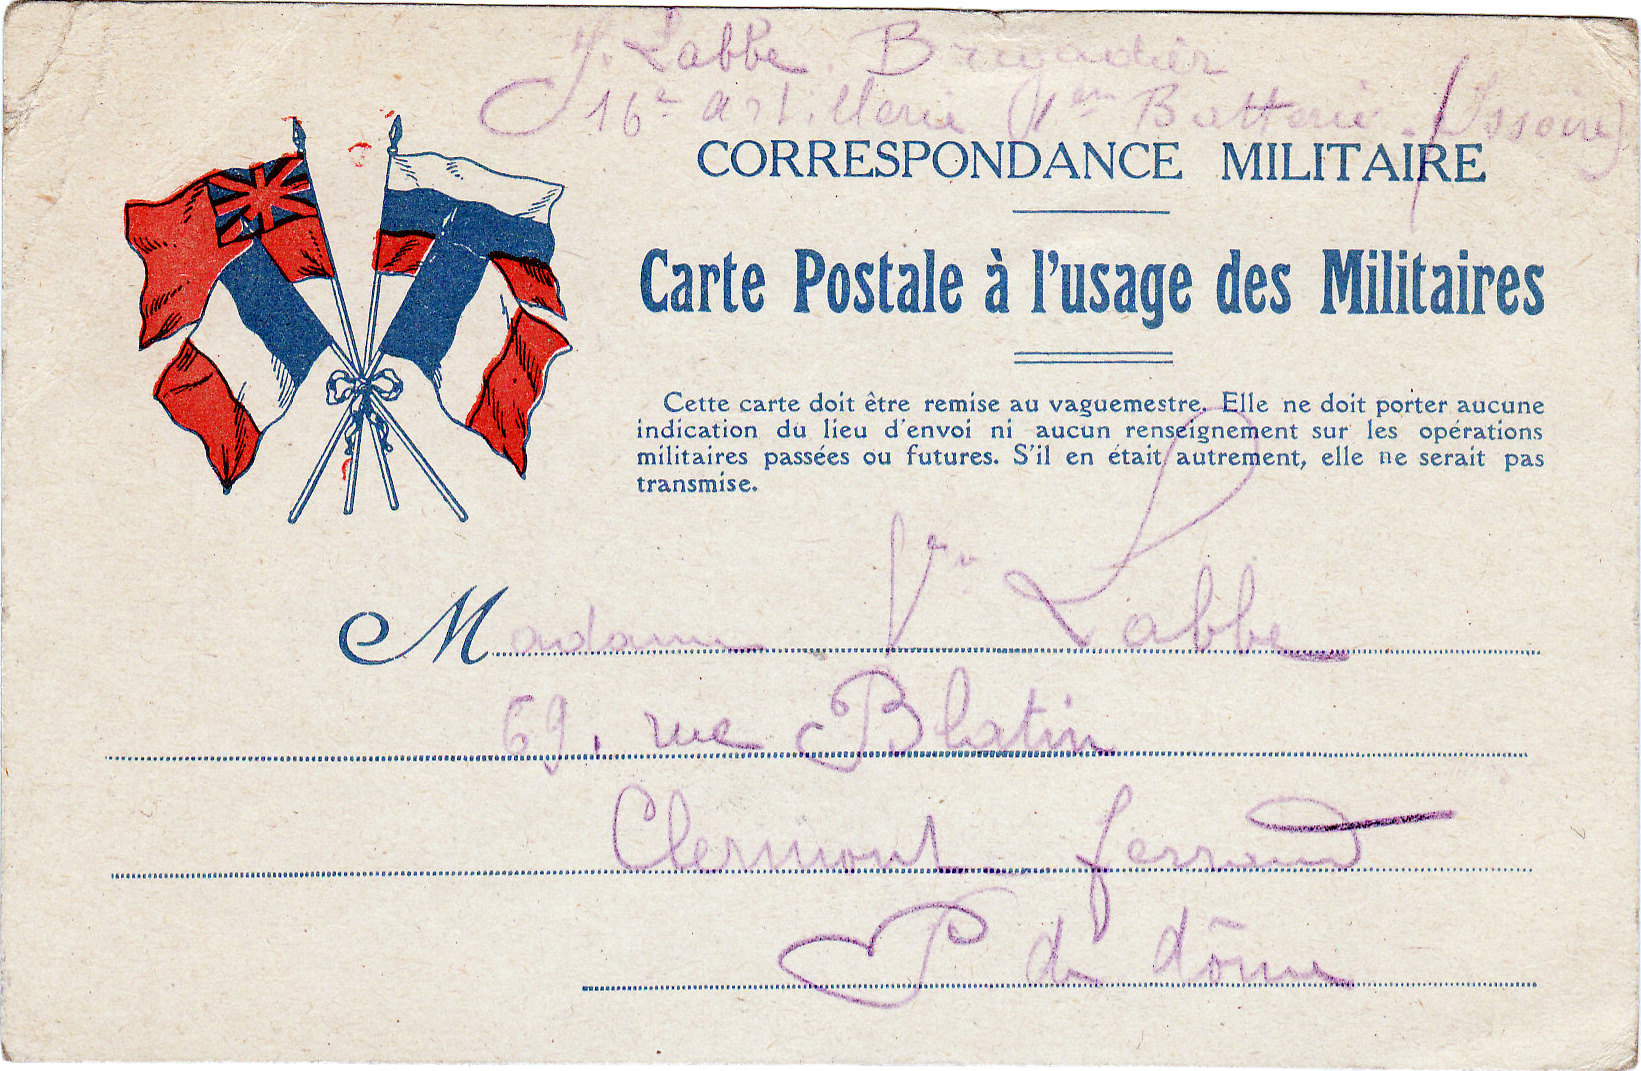 J. Labbe. Brigadier
16e artillerie 1ere Batterie. (Issoire)
CORRESPONDANCE MILITAIRE
Carte Postale à l'usage des Militaires
Cette carte doit être remise au vaguemestre. Elle ne doit porter aucune
indication du lieu d'envoi ni aucun renseignement sur les opérations
militaires passées ou futures. S'il en était autrement, elle ne serait pas
transmise.
Madame Ve Labbe
69. rue Blatin
Clermont-ferrand
P. de dôme